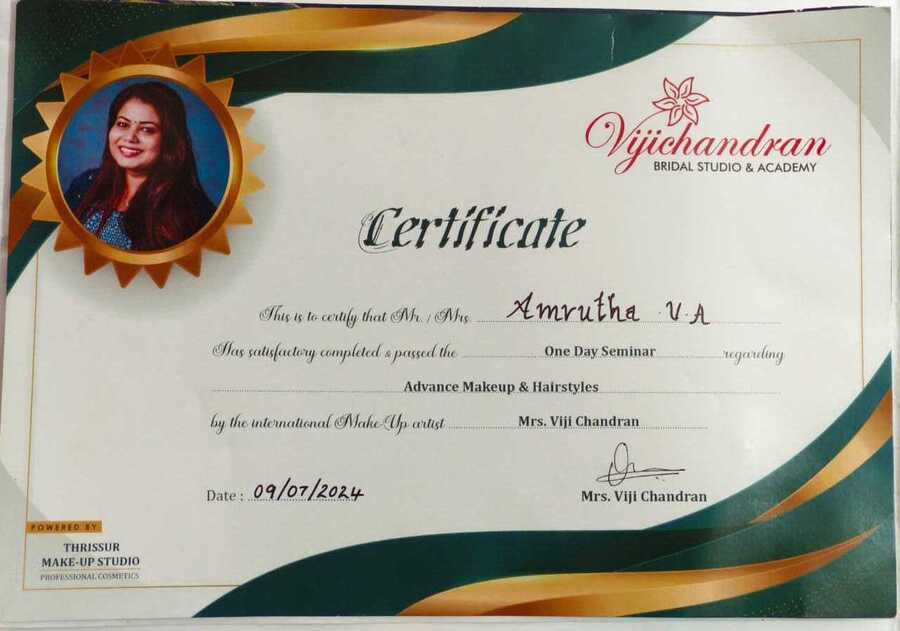 Vijichandran
BRIDAL STUDIO & ACADEMY
Certificate
This is to certify that Mr. / Mrs. Amrutha V.A
Has satisfactory completed & passed the One Day Seminar regarding
Advance Makeup & Hairstyles
by the international Make-Up artist Mrs. Viji Chandran
Date : 09/07/2024
Mrs. Viji Chandran
POWERED BY
THRISSUR
MAKE-UP STUDIO
PROFESSIONAL COSMETICS